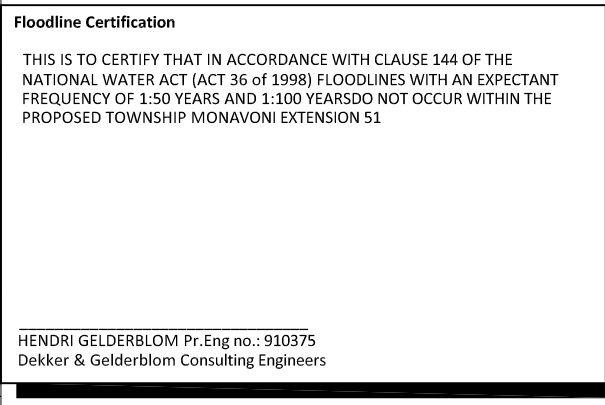 Floodline Certification
THIS IS TO CERTIFY THAT IN ACCORDANCE WITH CLAUSE 144 OF THE
NATIONAL WATER ACT (ACT 36 of 1998) FLOODLINES WITH AN EXPECTANT
FREQUENCY OF 1:50 YEARS AND 1:100 YEARSDO NOT OCCUR WITHIN THE
PROPOSED TOWNSHIP MONAVONI EXTENSION 51
HENDRI GELDERBLOM Pr.Eng no.: 910375
Dekker & Gelderblom Consulting Engineers